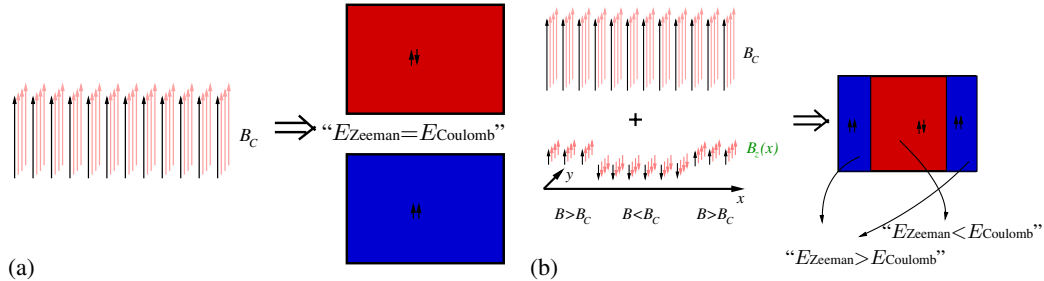 B_C
“E_Zeeman=E_Coulomb”
(a)
B_C
+
B_z(x)
y
x
B>B_C
B<B_C
B>B_C
“E_Zeeman<E_Coulomb”
“E_Zeeman>E_Coulomb”
(b)